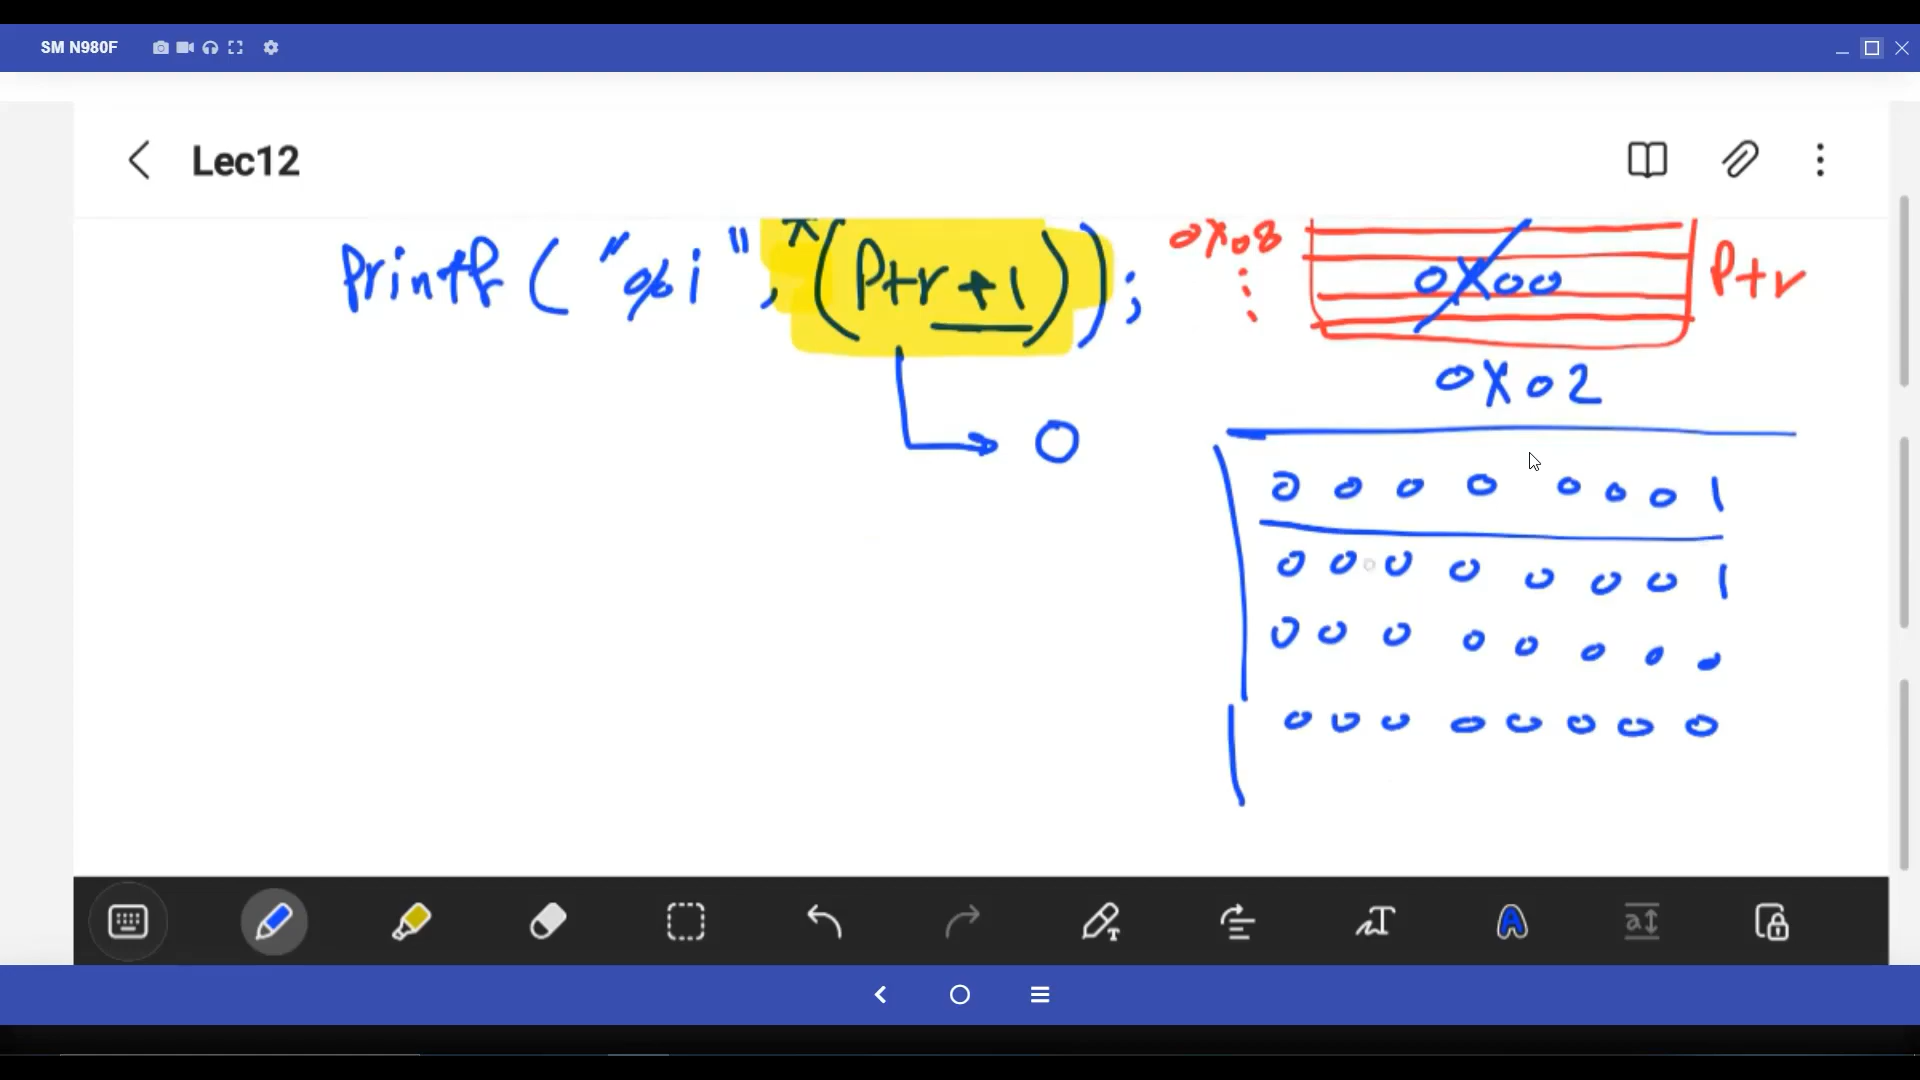 SM N980F
Lec12
Printf ( "%i" , *(Ptr+1));
0x08
0x00
Ptr
0x02
0
0 0 0 0 0 0 0 1
0 0 0 0 0 0 0 1
0 0 0 0 0 0 0 0
0 0 0 0 0 0 0 0